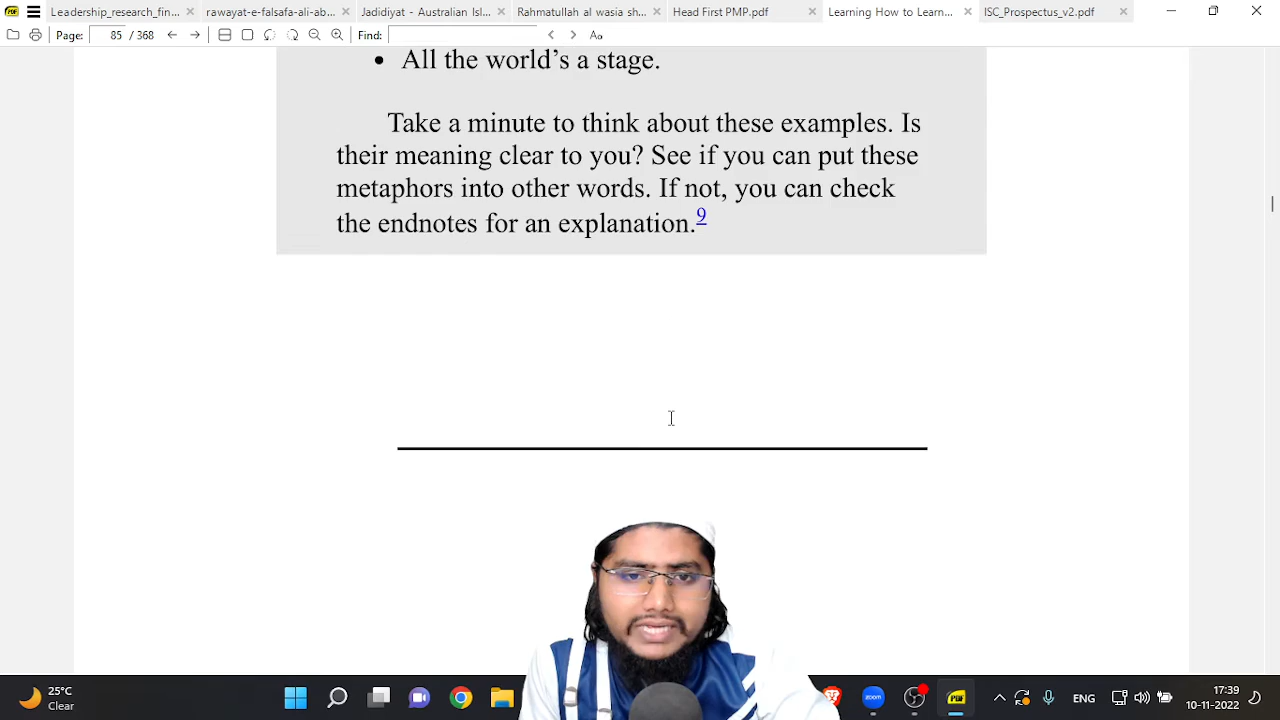 Leadership_research_fin...
rawayat-e-falsafa-ali-ab...
Jadidiyat - Australian Isl...
Rahmatullah al wasia sh...
Head First PMP.pdf
Learning How to Learn...
ISC_Prospectus_v2.pdf
Page: 85 / 368
Find:
Aa
• All the world's a stage.
Take a minute to think about these examples. Is
their meaning clear to you? See if you can put these
metaphors into other words. If not, you can check
the endnotes for an explanation.9
25°C
Clear
PDF
zoom
ENG
17:39
10-11-2022